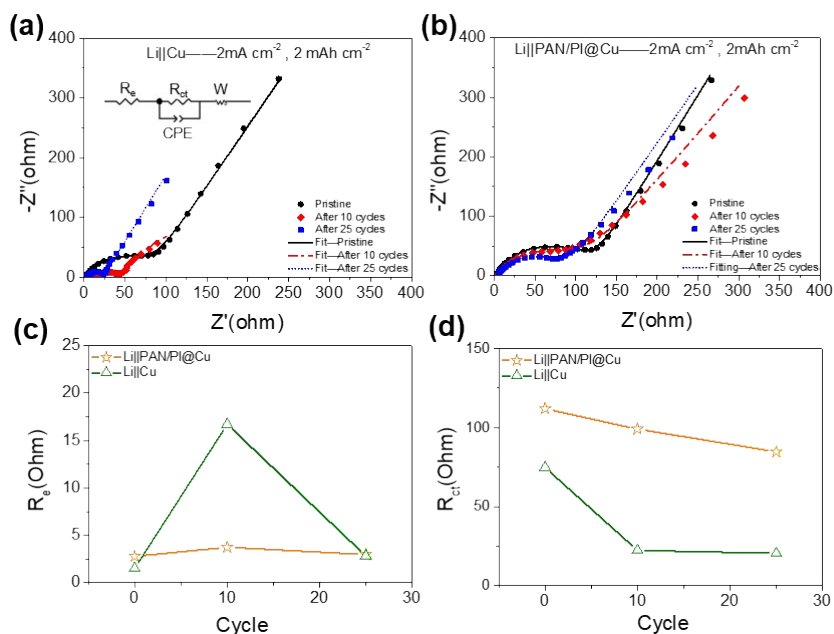 (a)
Li||Cu——2mA cm⁻² , 2 mAh cm⁻²
Rₑ
R_ct
W
CPE
Pristine
After 10 cycles
After 25 cycles
Fit—Pristine
Fit—After 10 cycles
Fit—After 25 cycles
-Z''(ohm)
400
300
200
100
0
0 50 100 150 200 250 300 350 400
Z'(ohm)
(b)
Li||PAN/PI@Cu——2mA cm⁻² , 2mAh cm⁻²
Pristine
After 10 cycles
After 25 cycles
Fit—Pristine
Fit—After 10 cycles
Fitting—After 25 cycles
-Z''(ohm)
400
300
200
100
0
0 50 100 150 200 250 300 350 400
Z'(ohm)
(c)
Li||PAN/PI@Cu
Li||Cu
Rₑ(Ohm)
25
20
15
10
5
0
0 10 20 30
Cycle
(d)
Li||PAN/PI@Cu
Li||Cu
R_ct(Ohm)
150
100
50
0
0 10 20 30
Cycle